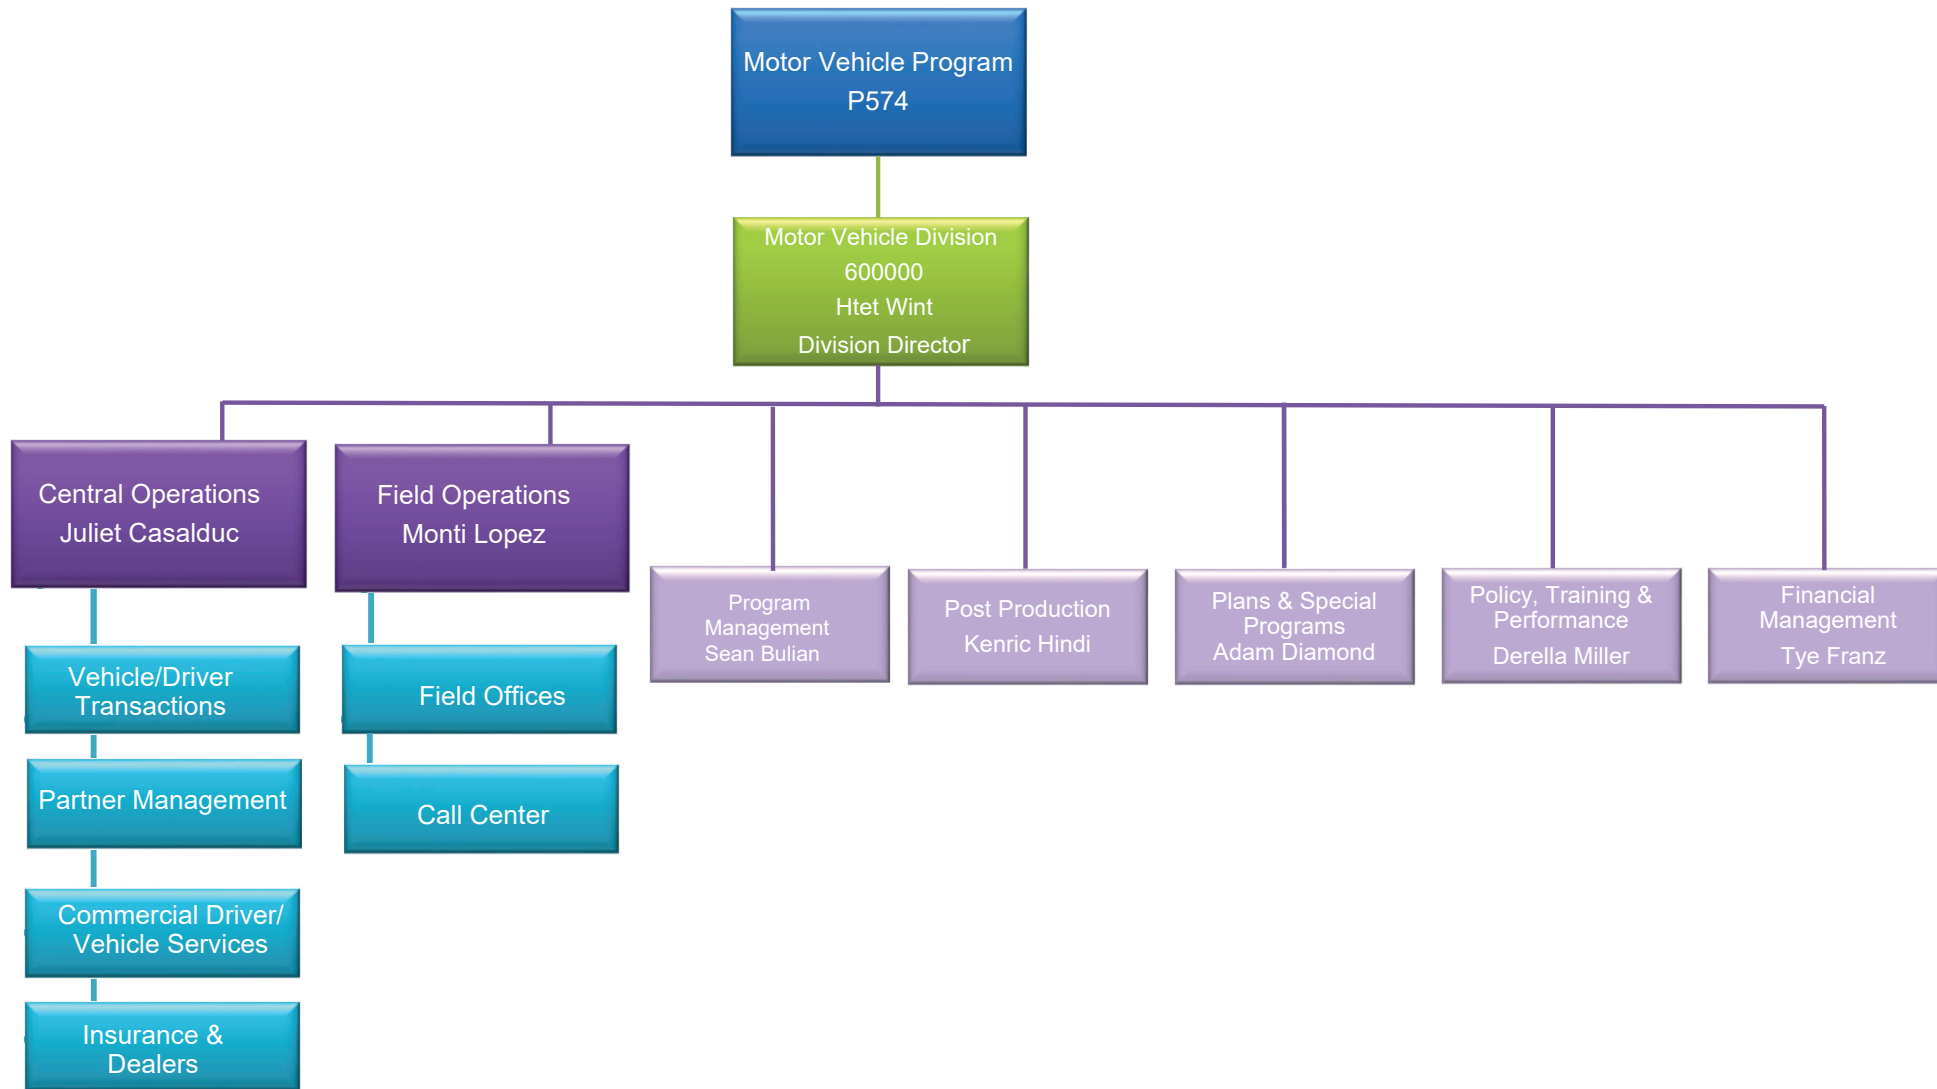 Motor Vehicle Program
P574
Motor Vehicle Division
600000
Htet Wint
Division Director
Central Operations
Juliet Casalduc
Field Operations
Monti Lopez
Program
Management
Sean Bulian
Post Production
Kenric Hindi
Plans & Special
Programs
Adam Diamond
Policy, Training &
Performance
Derella Miller
Financial
Management
Tye Franz
Vehicle/Driver
Transactions
Partner Management
Commercial Driver/
Vehicle Services
Insurance &
Dealers
Field Offices
Call Center